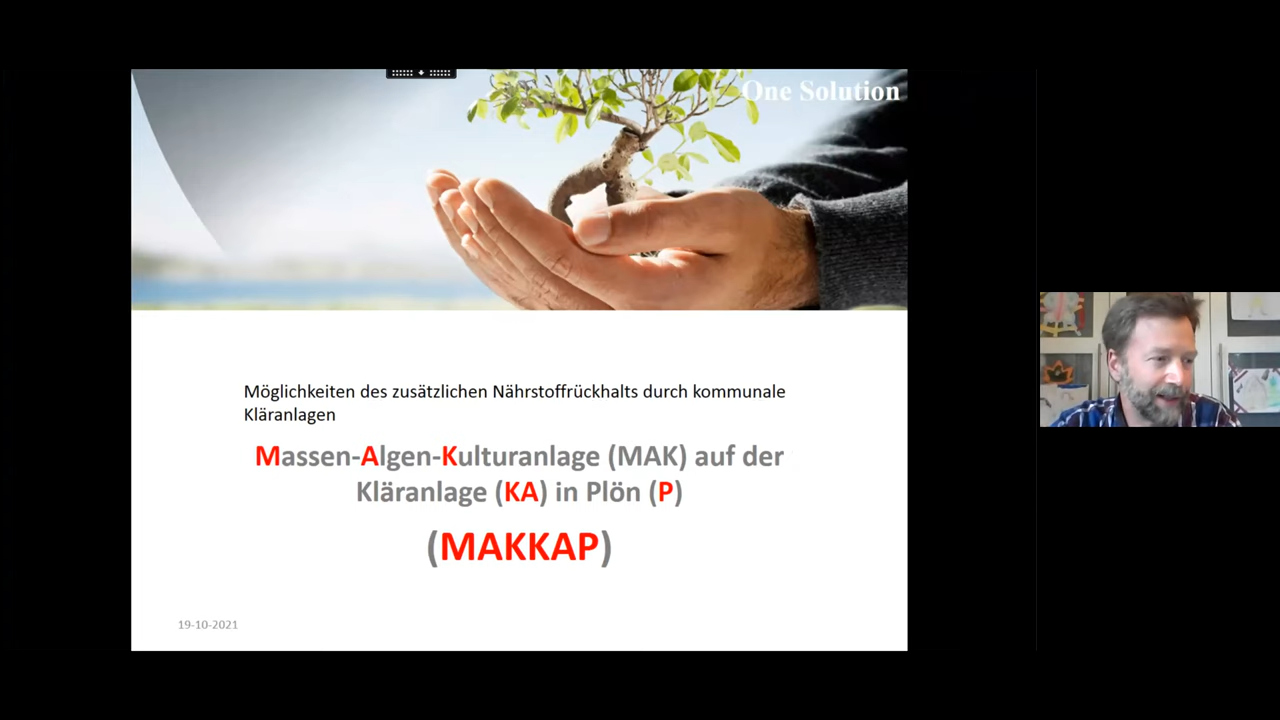 One Solution
Möglichkeiten des zusätzlichen Nährstoffrückhalts durch kommunale
Kläranlagen
Massen-Algen-Kulturanlage (MAK) auf der
Kläranlage (KA) in Plön (P)
(MAKKAP)
19-10-2021